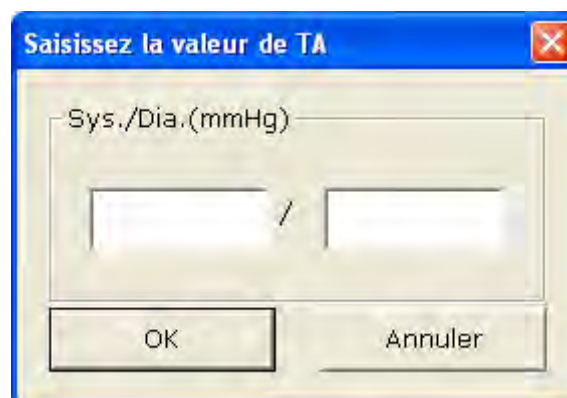 Saisissez la valeur de TA
Sys./Dia.(mmHg)
/
OK Annuler